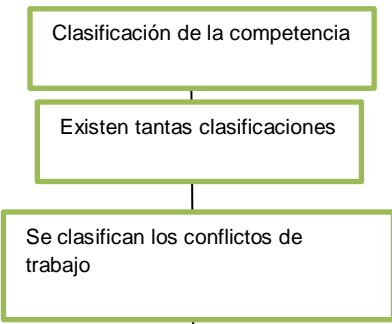 Clasificación de la competencia
Existen tantas clasificaciones
Se clasifican los conflictos de
trabajo